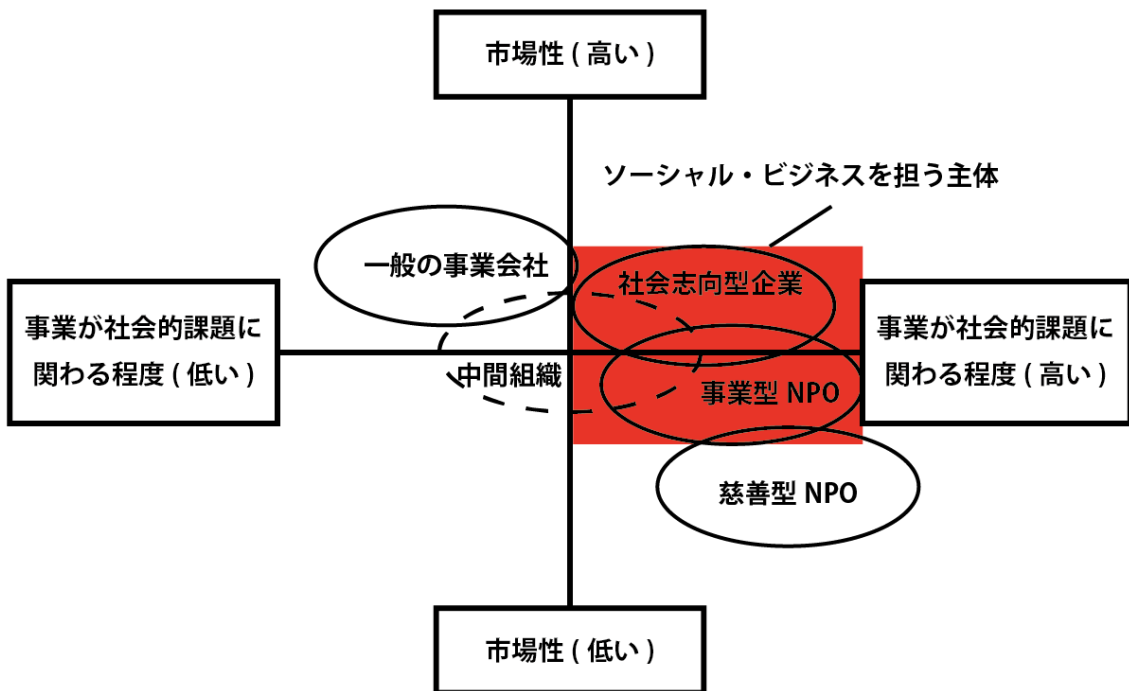 市場性 ( 高い )
ソーシャル・ビジネスを担う主体
一般の事業会社
社会志向型企業
事業が社会的課題に
関わる程度 ( 低い )
事業が社会的課題に
関わる程度 ( 高い )
中間組織
事業型 NPO
慈善型 NPO
市場性 ( 低い )